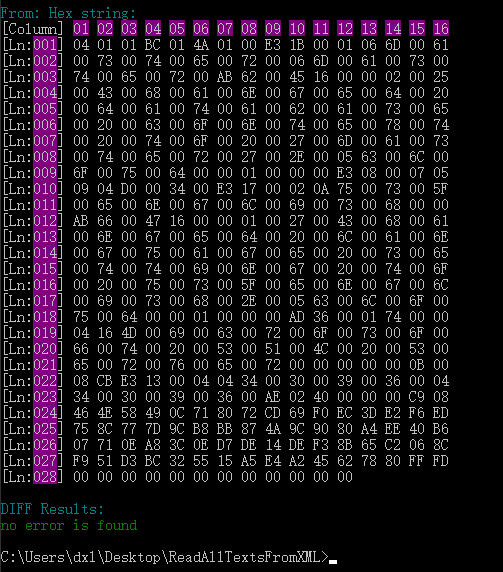 From: Hex string:
[Column] 01 02 03 04 05 06 07 08 09 10 11 12 13 14 15 16
[Ln:001] 04 01 01 BC 01 4A 01 00 E3 1B 00 01 06 6D 00 61
[Ln:002] 00 73 00 74 00 65 00 72 00 06 6D 00 61 00 73 00
[Ln:003] 74 00 65 00 72 00 AB 62 00 45 16 00 00 02 00 25
[Ln:004] 00 43 00 68 00 61 00 6E 00 67 00 65 00 64 00 20
[Ln:005] 00 64 00 61 00 74 00 61 00 62 00 61 00 73 00 65
[Ln:006] 00 20 00 63 00 6F 00 6E 00 74 00 65 00 78 00 74
[Ln:007] 00 20 00 74 00 6F 00 20 00 27 00 6D 00 61 00 73
[Ln:008] 00 74 00 65 00 72 00 27 00 2E 00 05 63 00 6C 00
[Ln:009] 6F 00 75 00 64 00 00 01 00 00 00 E3 08 00 07 05
[Ln:010] 09 04 D0 00 34 00 E3 17 00 02 0A 75 00 73 00 5F
[Ln:011] 00 65 00 6E 00 67 00 6C 00 69 00 73 00 68 00 00
[Ln:012] AB 66 00 47 16 00 00 01 00 27 00 43 00 68 00 61
[Ln:013] 00 6E 00 67 00 65 00 64 00 20 00 6C 00 61 00 6E
[Ln:014] 00 67 00 75 00 61 00 67 00 65 00 20 00 73 00 65
[Ln:015] 00 74 00 74 00 69 00 6E 00 67 00 20 00 74 00 6F
[Ln:016] 00 20 00 75 00 73 00 5F 00 65 00 6E 00 67 00 6C
[Ln:017] 00 69 00 73 00 68 00 2E 00 05 63 00 6C 00 6F 00
[Ln:018] 75 00 64 00 00 01 00 00 00 AD 36 00 01 74 00 00
[Ln:019] 04 16 4D 00 69 00 63 00 72 00 6F 00 73 00 6F 00
[Ln:020] 66 00 74 00 20 00 53 00 51 00 4C 00 20 00 53 00
[Ln:021] 65 00 72 00 76 00 65 00 72 00 00 00 00 00 0B 00
[Ln:022] 08 CB E3 13 00 04 04 34 00 30 00 39 00 36 00 04
[Ln:023] 34 00 30 00 39 00 36 00 AE 02 40 00 00 00 C9 08
[Ln:024] 46 4E 58 49 0C 71 80 72 CD 69 F0 EC 3D E2 F6 ED
[Ln:025] 75 8C 77 7D 9C B8 BB 87 4A 9C 90 80 A4 EE 40 B6
[Ln:026] 07 71 0E A8 3C 0E D7 DE 14 DE F3 8B 65 C2 06 8C
[Ln:027] F9 51 D3 BC 32 55 15 A5 E4 A2 45 62 78 80 FF FD
[Ln:028] 00 00 00 00 00 00 00 00 00 00 00 00
DIFF Results:
no error is found
C:\Users\dxl\Desktop\ReadAllTextsFromXML>